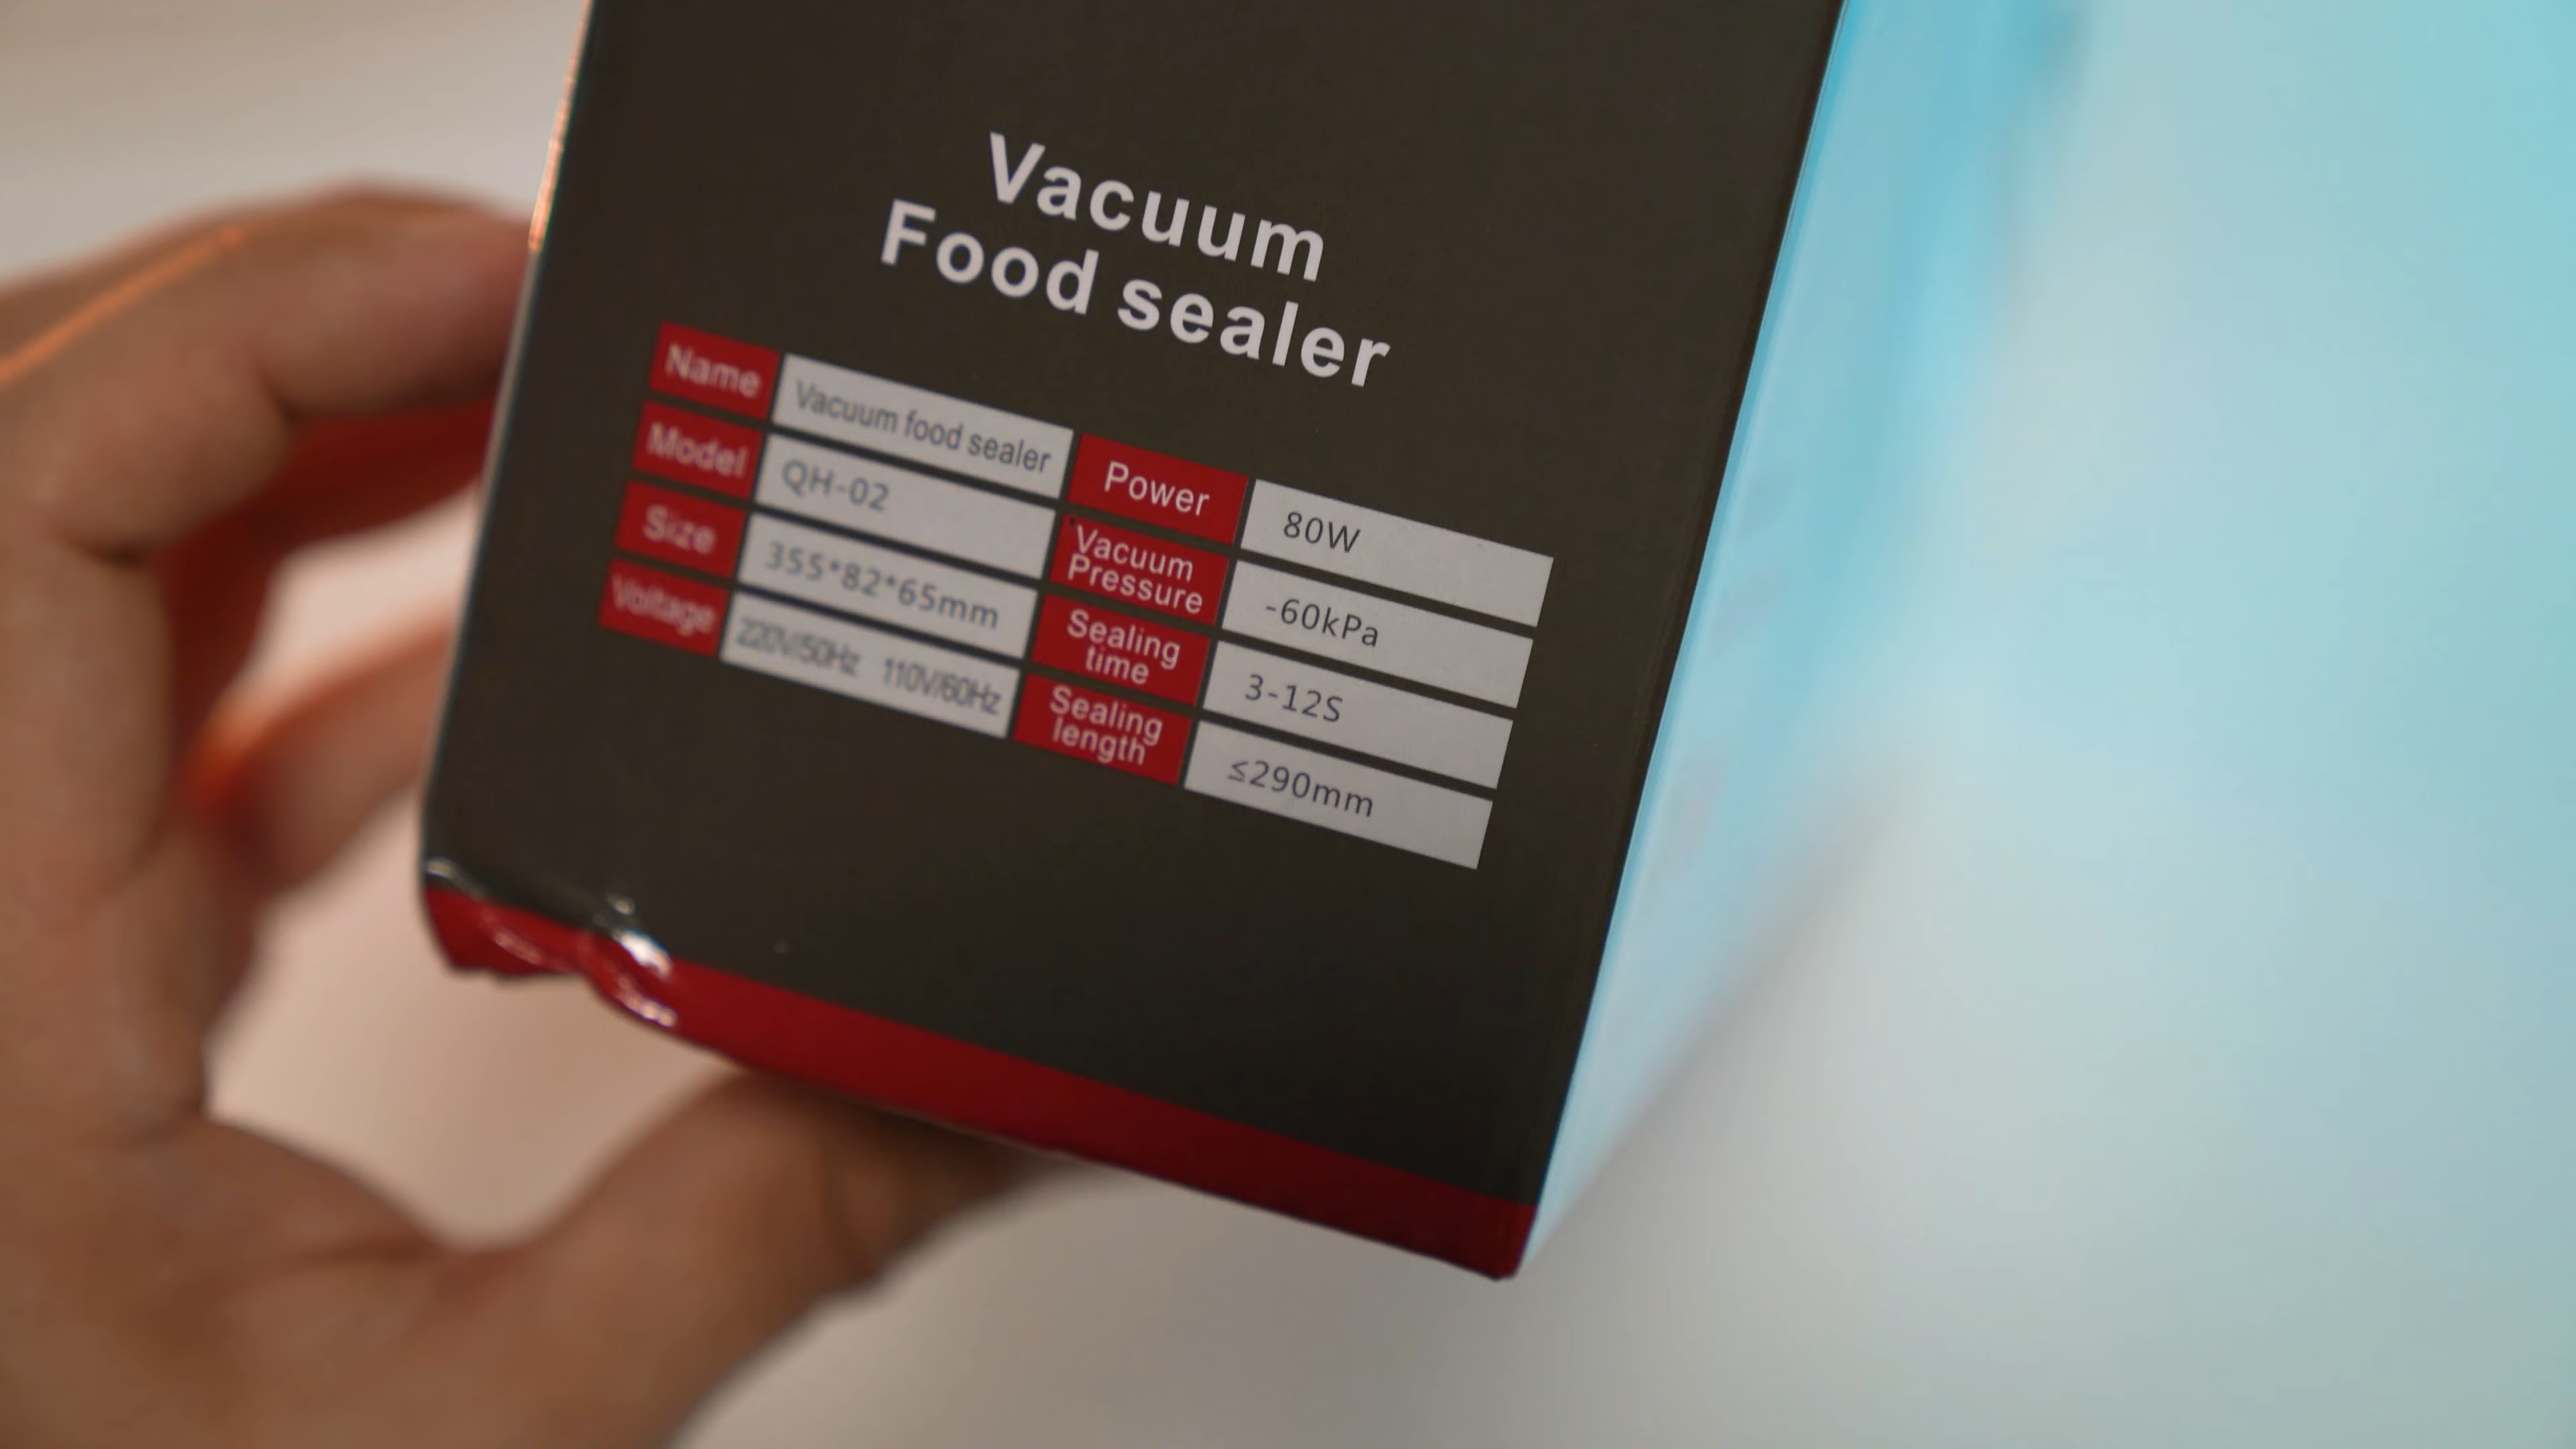 Vacuum
Food sealer
Name Vacuum food sealer
Model QH-02
Size 355*82*65mm
Voltage 220V/50Hz 110V/60Hz
Power 80W
Vacuum
Pressure -60kPa
Sealing
time 3-12S
Sealing
length ≤290mm